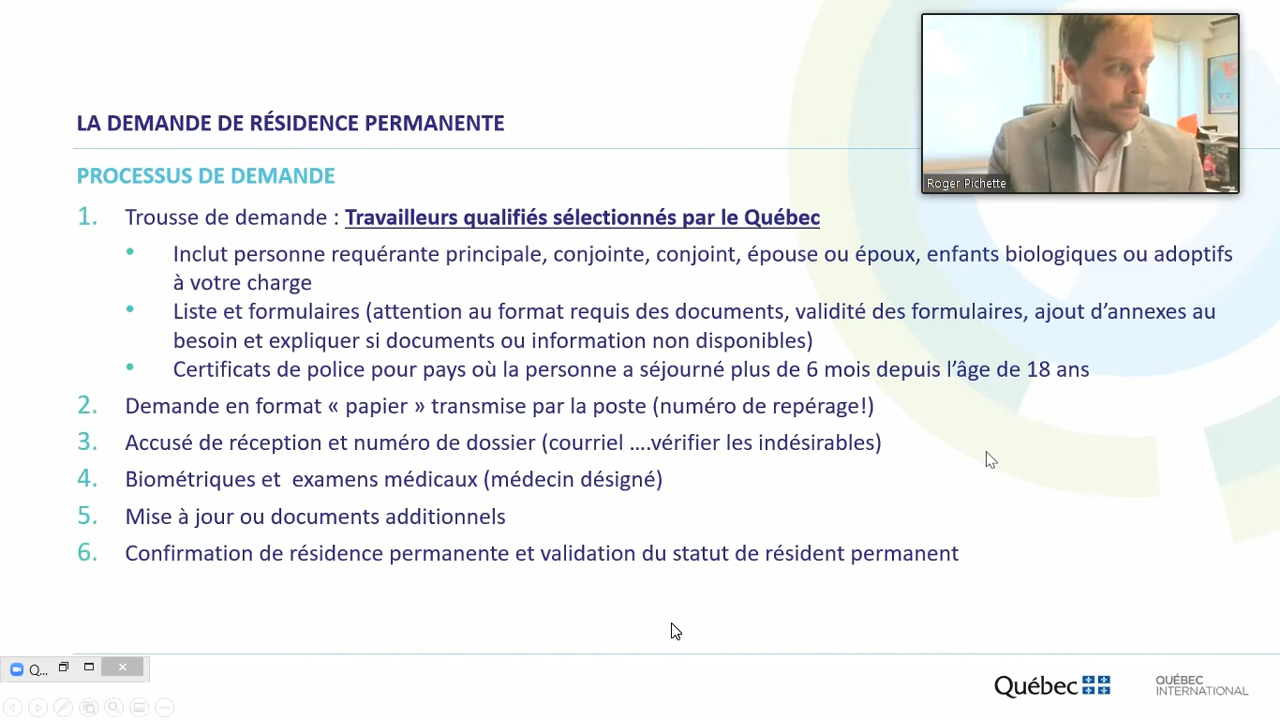 LA DEMANDE DE RÉSIDENCE PERMANENTE
PROCESSUS DE DEMANDE
1. Trousse de demande : Travailleurs qualifiés sélectionnés par le Québec
• Inclut personne requérante principale, conjointe, conjoint, épouse ou époux, enfants biologiques ou adoptifs
à votre charge
• Liste et formulaires (attention au format requis des documents, validité des formulaires, ajout d’annexes au
besoin et expliquer si documents ou information non disponibles)
• Certificats de police pour pays où la personne a séjourné plus de 6 mois depuis l’âge de 18 ans
2. Demande en format « papier » transmise par la poste (numéro de repérage!)
3. Accusé de réception et numéro de dossier (courriel ….vérifier les indésirables)
4. Biométriques et  examens médicaux (médecin désigné)
5. Mise à jour ou documents additionnels
6. Confirmation de résidence permanente et validation du statut de résident permanent
Roger Pichette
Q...
Québec
QUÉBEC
INTERNATIONAL